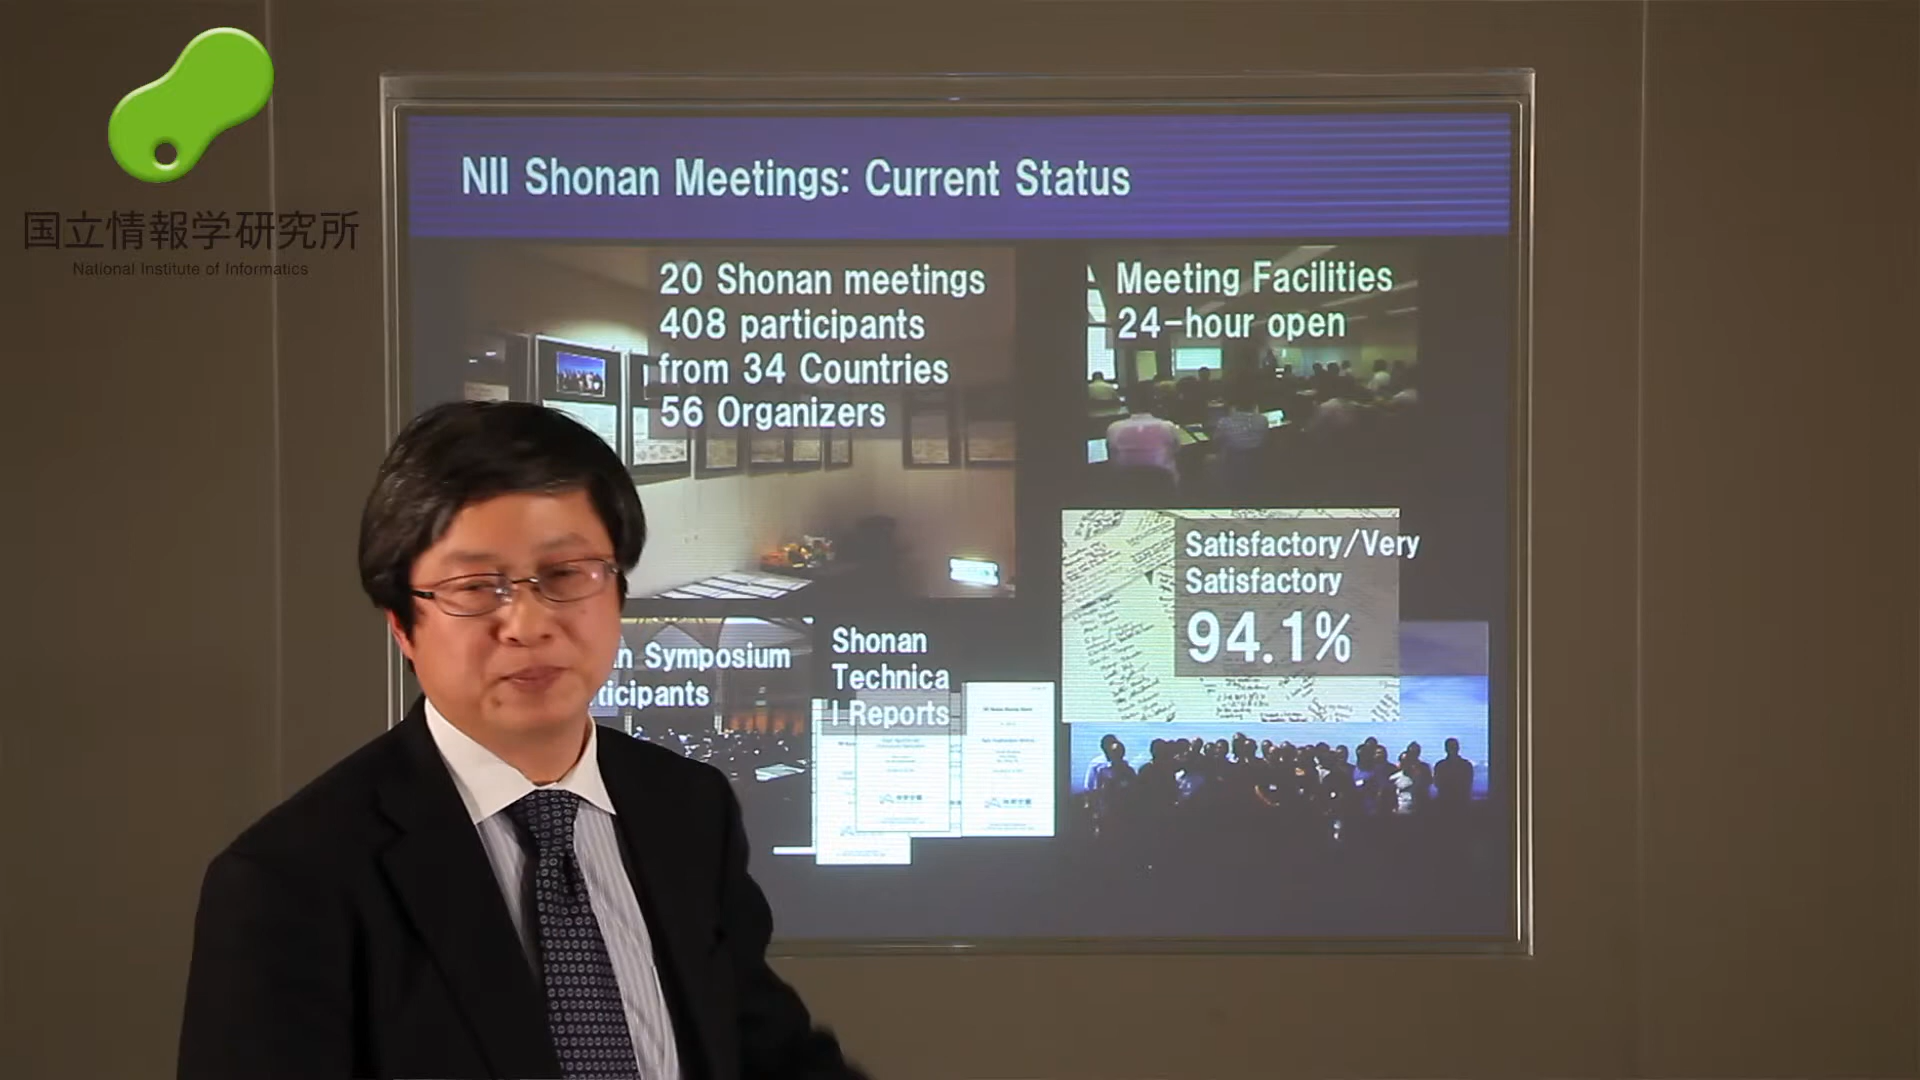 国立情報学研究所
National Institute of Informatics
NII Shonan Meetings: Current Status
20 Shonan meetings
408 participants
from 34 Countries
56 Organizers
Meeting Facilities
24-hour open
Satisfactory/Very
Satisfactory
94.1%
Symposium
Shonan
Technica
l Reports